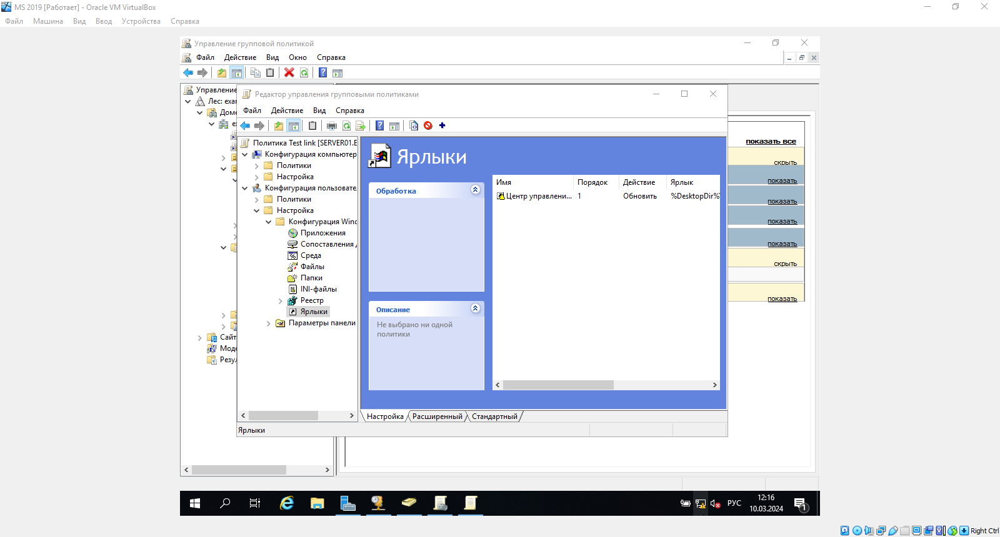 MS 2019 [Работает] - Oracle VM VirtualBox
Файл Машина Вид Ввод Устройства Справка
Управление групповой политикой
Файл Действие Вид Окно Справка
Управление
Лес: exa
Доме
Сайт
Моде
Резул
показать все
скрыть
показать
показать
показать
показать
скрыть
показать
Редактор управления групповыми политиками
Файл Действие Вид Справка
Политика Test link [SERVER01.E
Конфигурация компьютер
Политики
Настройка
Конфигурация пользовате
Политики
Настройка
Конфигурация Winc
Приложения
Сопоставления
Среда
Файлы
Папки
INI-файлы
Реестр
Ярлыки
Параметры панели
Ярлыки
Обработка
Описание
Не выбрано ни одной
политики
Имя Порядок Действие Ярлык
Центр управлени... 1 Обновить %DesktopDir%
Настройка Расширенный Стандартный
Ярлыки
РУС
12:16
10.03.2024
1
Right Ctrl